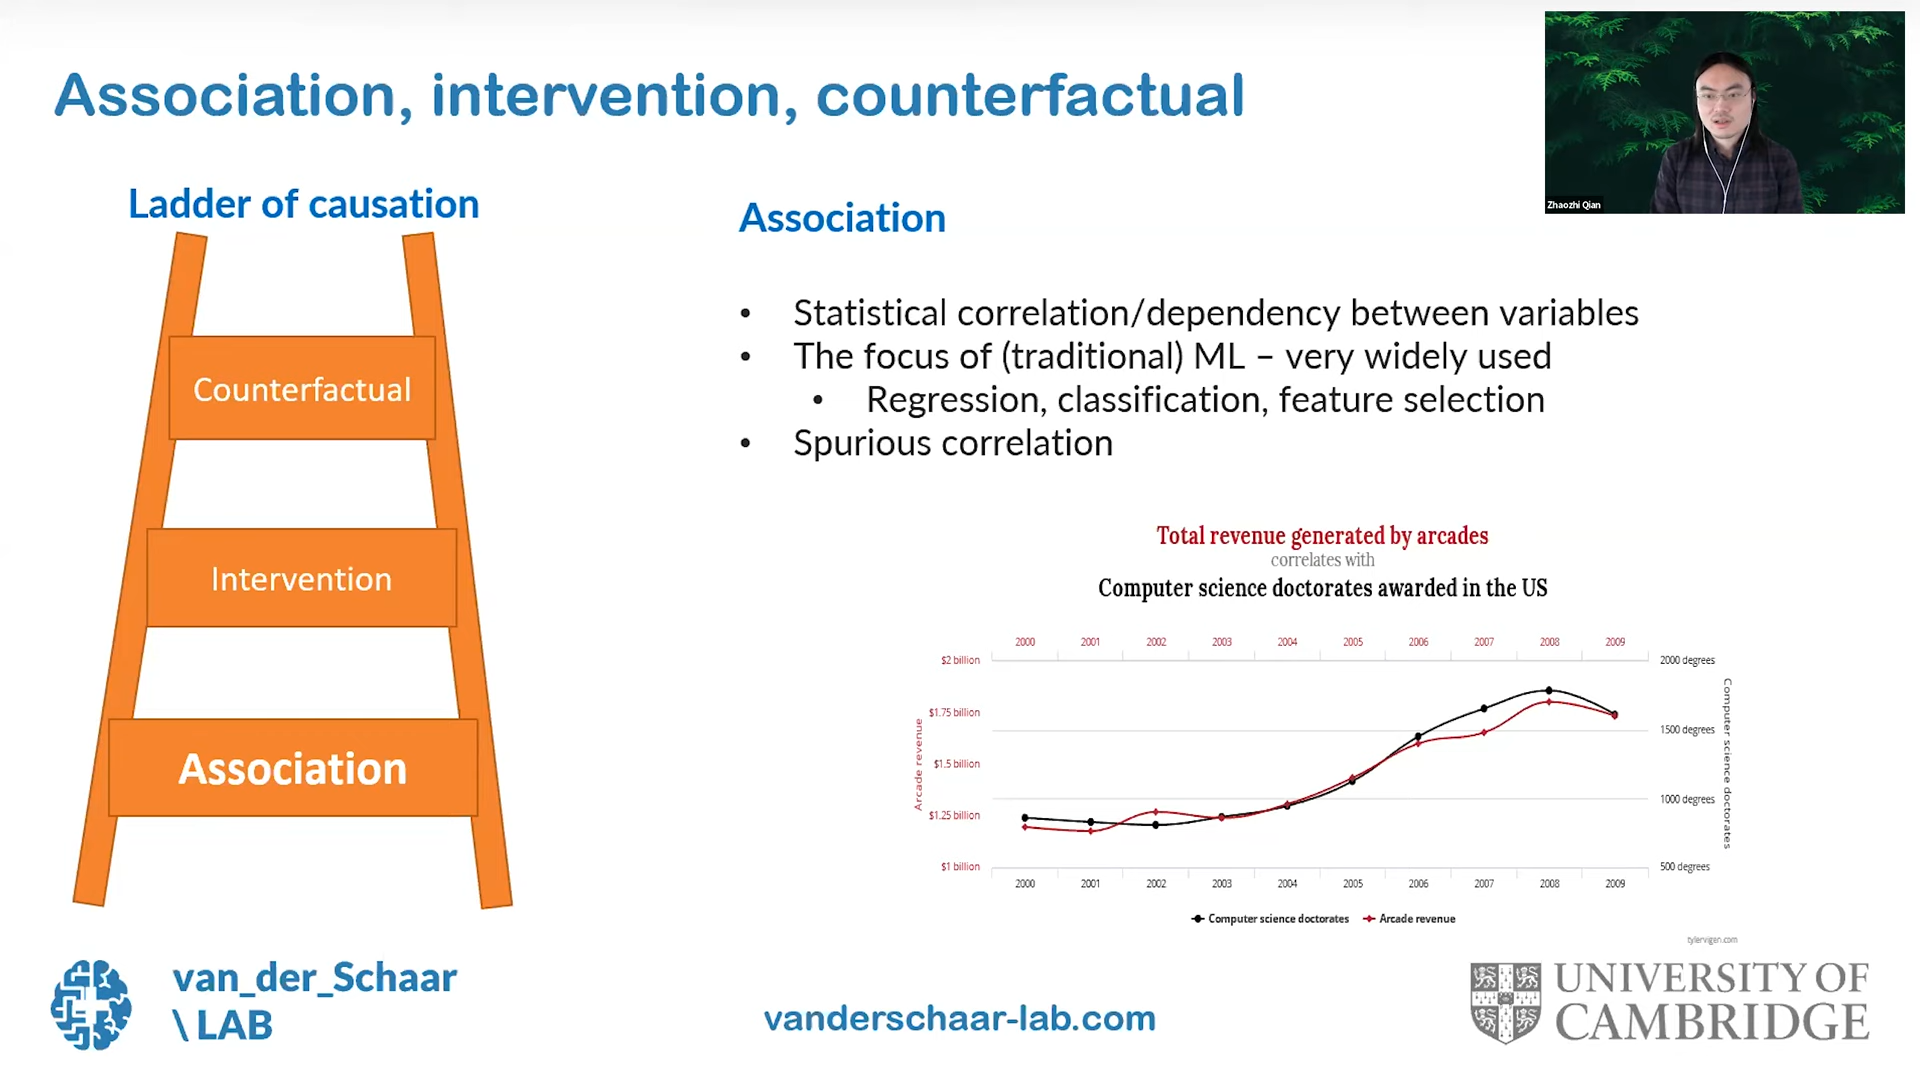 Association, intervention, counterfactual
Zhaozhi Qian
Ladder of causation
Counterfactual
Intervention
Association
Association
• Statistical correlation/dependency between variables
• The focus of (traditional) ML – very widely used
• Regression, classification, feature selection
• Spurious correlation
Total revenue generated by arcades
correlates with
Computer science doctorates awarded in the US
2000 2001 2002 2003 2004 2005 2006 2007 2008 2009
$2 billion
$1.75 billion
$1.5 billion
$1.25 billion
$1 billion
Arcade revenue
2000 degrees
1500 degrees
1000 degrees
500 degrees
Computer science doctorates
2000 2001 2002 2003 2004 2005 2006 2007 2008 2009
Computer science doctorates Arcade revenue
tylervigen.com
van_der_Schaar
\ LAB
vanderschaar-lab.com
UNIVERSITY OF
CAMBRIDGE